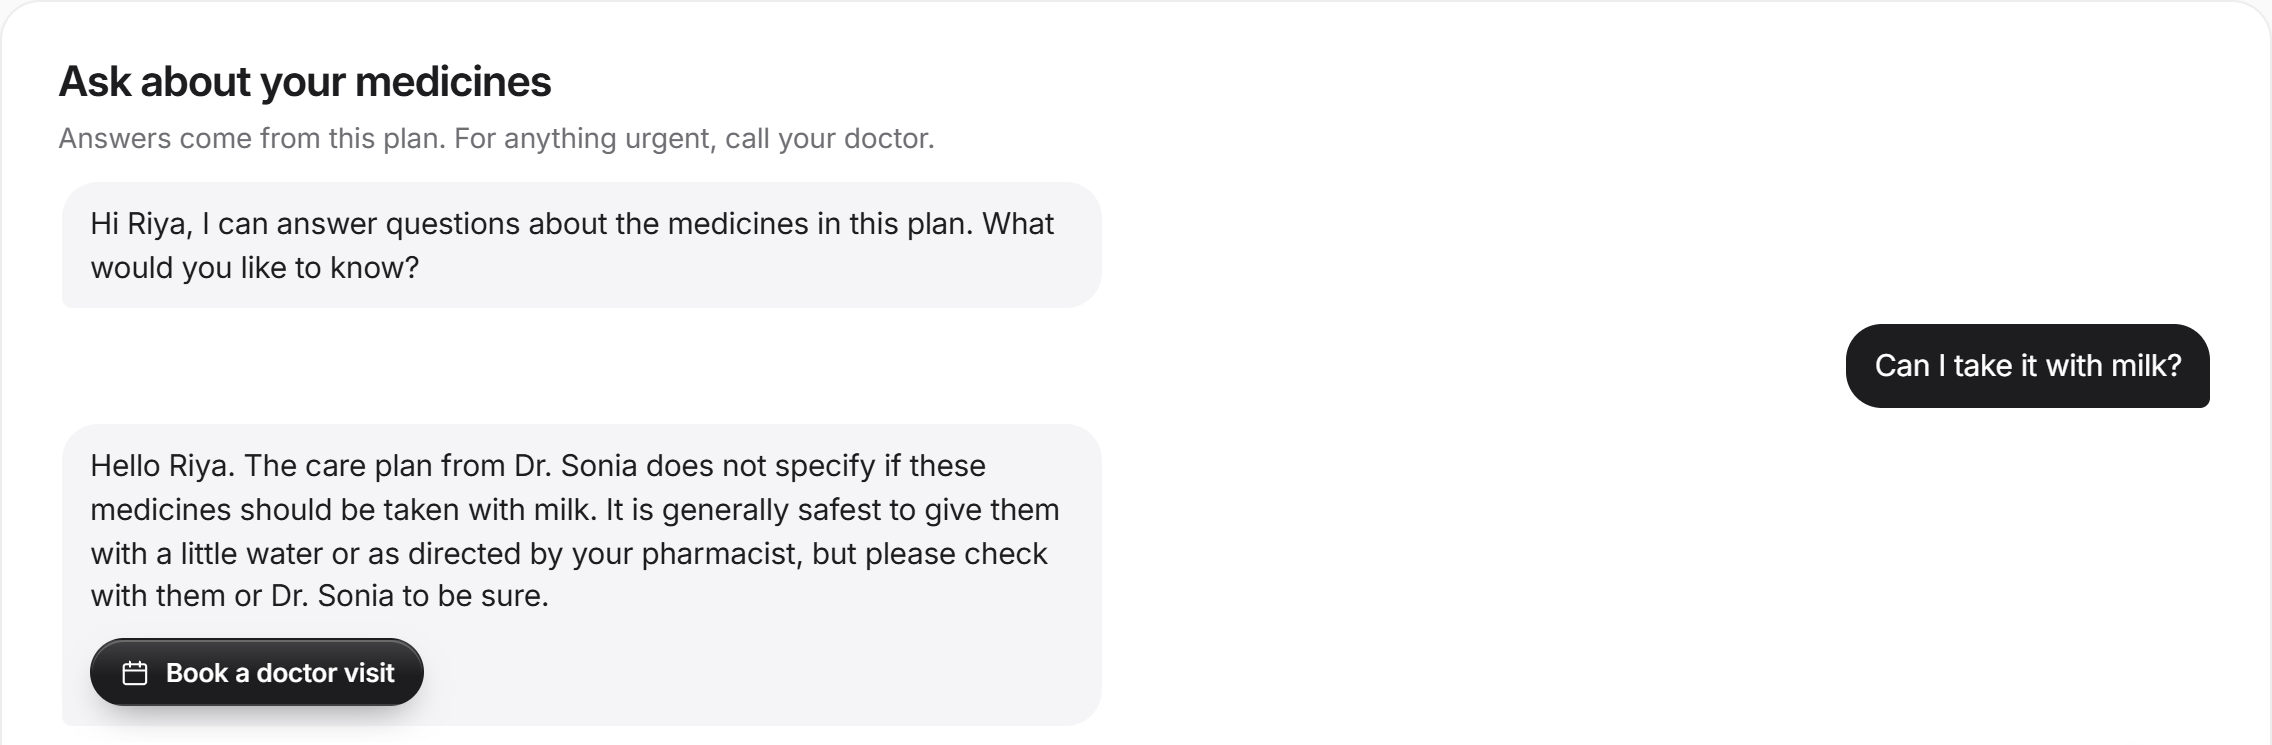 Ask about your medicines
Answers come from this plan. For anything urgent, call your doctor.
Hi Riya, I can answer questions about the medicines in this plan. What
would you like to know?
Can I take it with milk?
Hello Riya. The care plan from Dr. Sonia does not specify if these
medicines should be taken with milk. It is generally safest to give them
with a little water or as directed by your pharmacist, but please check
with them or Dr. Sonia to be sure.
Book a doctor visit